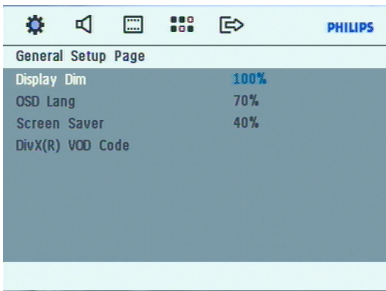 PHILIPS
General Setup Page
Display Dim 100%
OSD Lang 70%
Screen Saver 40%
DivX(R) VOD Code